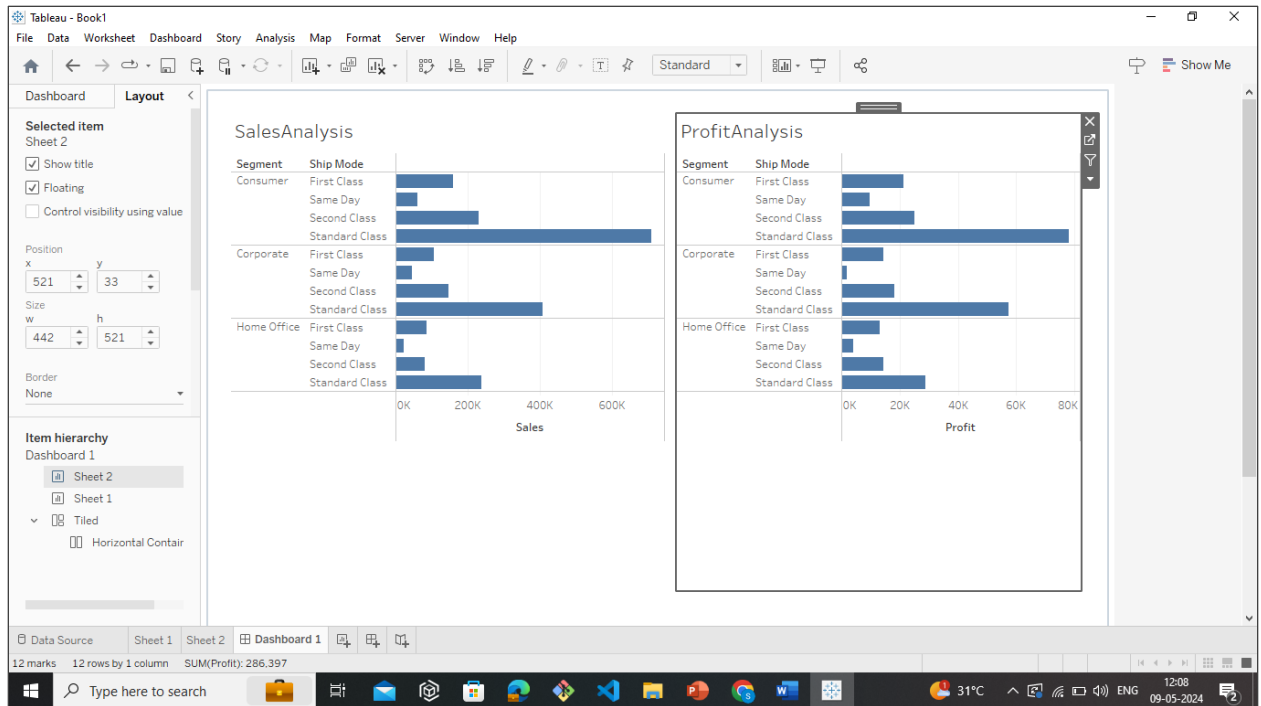 Tableau - Book1
File Data Worksheet Dashboard Story Analysis Map Format Server Window Help
Standard
Show Me
Dashboard Layout
Selected item
Sheet 2
Show title
Floating
Control visibility using value
Position
x y
521 33
Size
w h
442 521
Border
None
Item hierarchy
Dashboard 1
Sheet 2
Sheet 1
Tiled
Horizontal Contair
SalesAnalysis
Segment Ship Mode
Consumer First Class
Same Day
Second Class
Standard Class
Corporate First Class
Same Day
Second Class
Standard Class
Home Office First Class
Same Day
Second Class
Standard Class
0K 200K 400K 600K
Sales
ProfitAnalysis
Segment Ship Mode
Consumer First Class
Same Day
Second Class
Standard Class
Corporate First Class
Same Day
Second Class
Standard Class
Home Office First Class
Same Day
Second Class
Standard Class
0K 20K 40K 60K 80K
Profit
Data Source Sheet 1 Sheet 2 Dashboard 1
12 marks 12 rows by 1 column SUM(Profit): 286,397
Type here to search
31°C ENG 12:08
09-05-2024
2